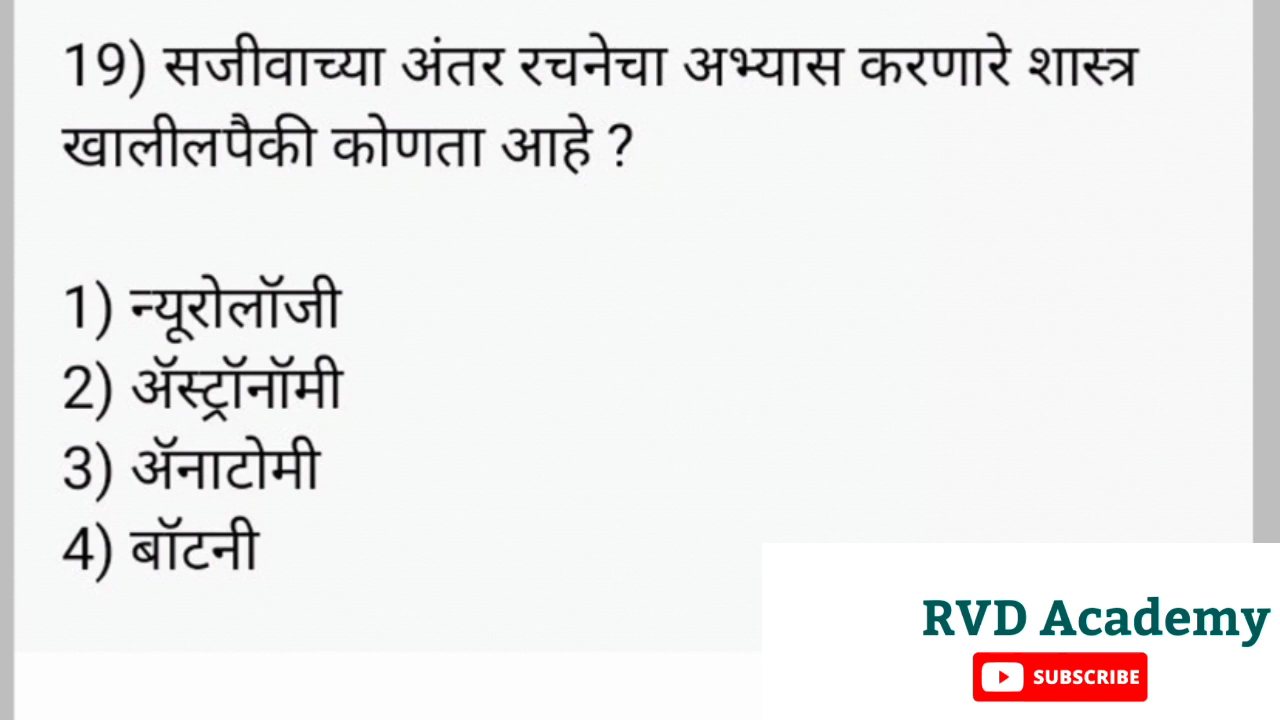 19) सजीवाच्या अंतर रचनेचा अभ्यास करणारे शास्त्र
खालीलपैकी कोणता आहे ?
1) न्यूरोलॉजी
2) ॲस्ट्रॉनॉमी
3) ॲनाटोमी
4) बॉटनी
RVD Academy
SUBSCRIBE